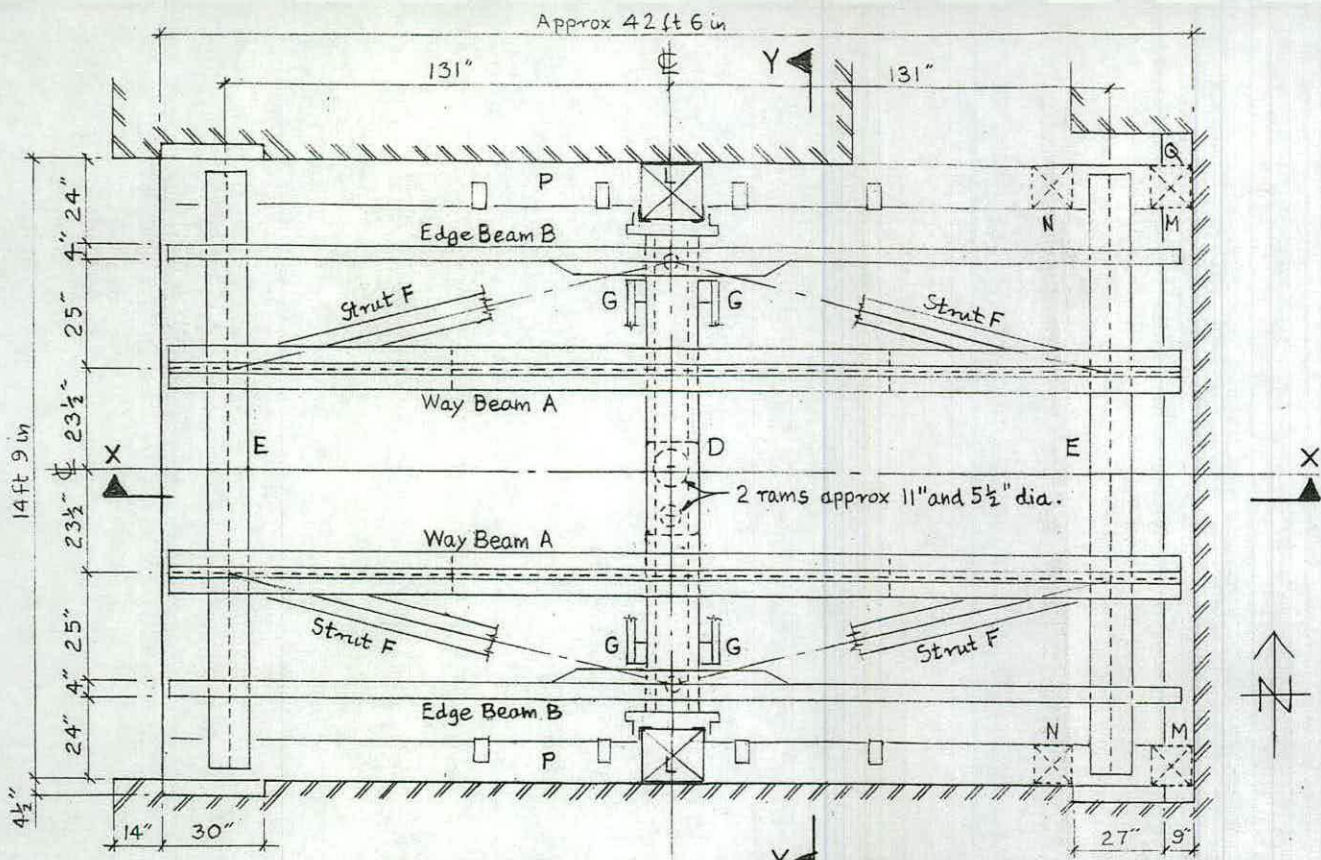 Approx 42 ft 6 in
131"
℄
Y
131"
Q
24"
P
L
N
M
4"
Edge Beam B
25"
Strut F
G
G
Strut F
Way Beam A
23½"
14 ft 9 in
X
℄
E
D
E
X
2 rams approx 11" and 5½" dia.
23½"
Way Beam A
25"
Strut F
G
G
Strut F
N
4"
Edge Beam B
24"
P
L
N
M
4½"
14"
30"
27"
9"
Y